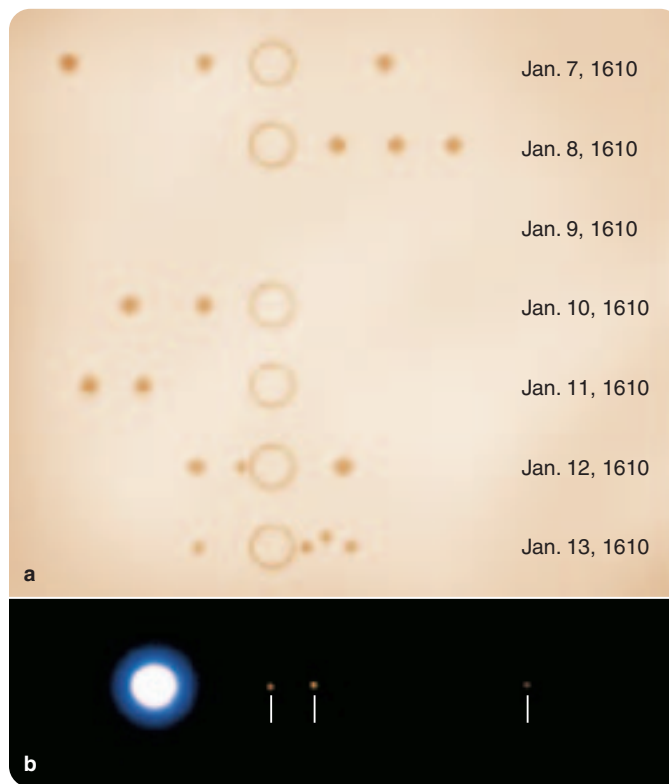 Jan. 7, 1610
Jan. 8, 1610
Jan. 9, 1610
Jan. 10, 1610
Jan. 11, 1610
Jan. 12, 1610
Jan. 13, 1610
a
b